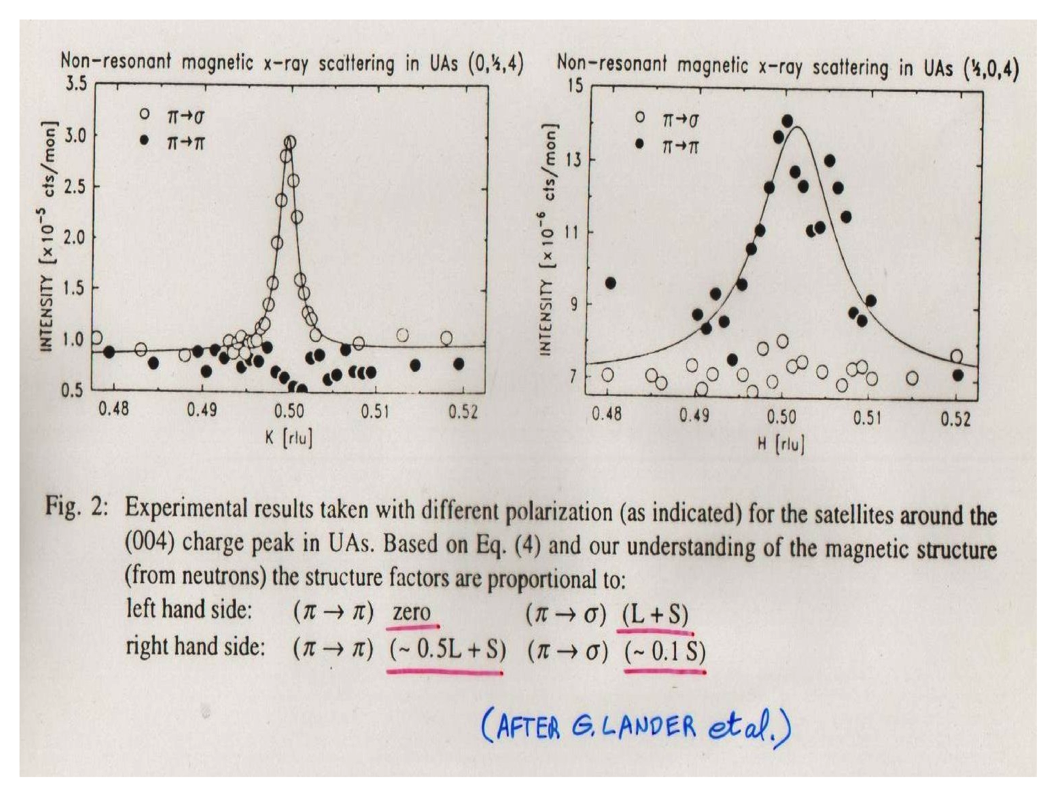 Non-resonant magnetic x-ray scattering in UAs (0,½,4)
3.5
3.0
2.5
2.0
1.5
1.0
0.5
INTENSITY [x10⁻⁵ cts/mon]
○ π→σ
● π→π
0.48 0.49 0.50 0.51 0.52
K [rlu]
Non-resonant magnetic x-ray scattering in UAs (½,0,4)
15
13
11
9
7
INTENSITY [x10⁻⁶ cts/mon]
○ π→σ
● π→π
0.48 0.49 0.50 0.51 0.52
H [rlu]
Fig. 2: Experimental results taken with different polarization (as indicated) for the satellites around the
(004) charge peak in UAs. Based on Eq. (4) and our understanding of the magnetic structure
(from neutrons) the structure factors are proportional to:
left hand side: (π → π) zero (π → σ) (L + S)
right hand side: (π → π) (~ 0.5L + S) (π → σ) (~ 0.1 S)
(AFTER G. LANDER et al.)